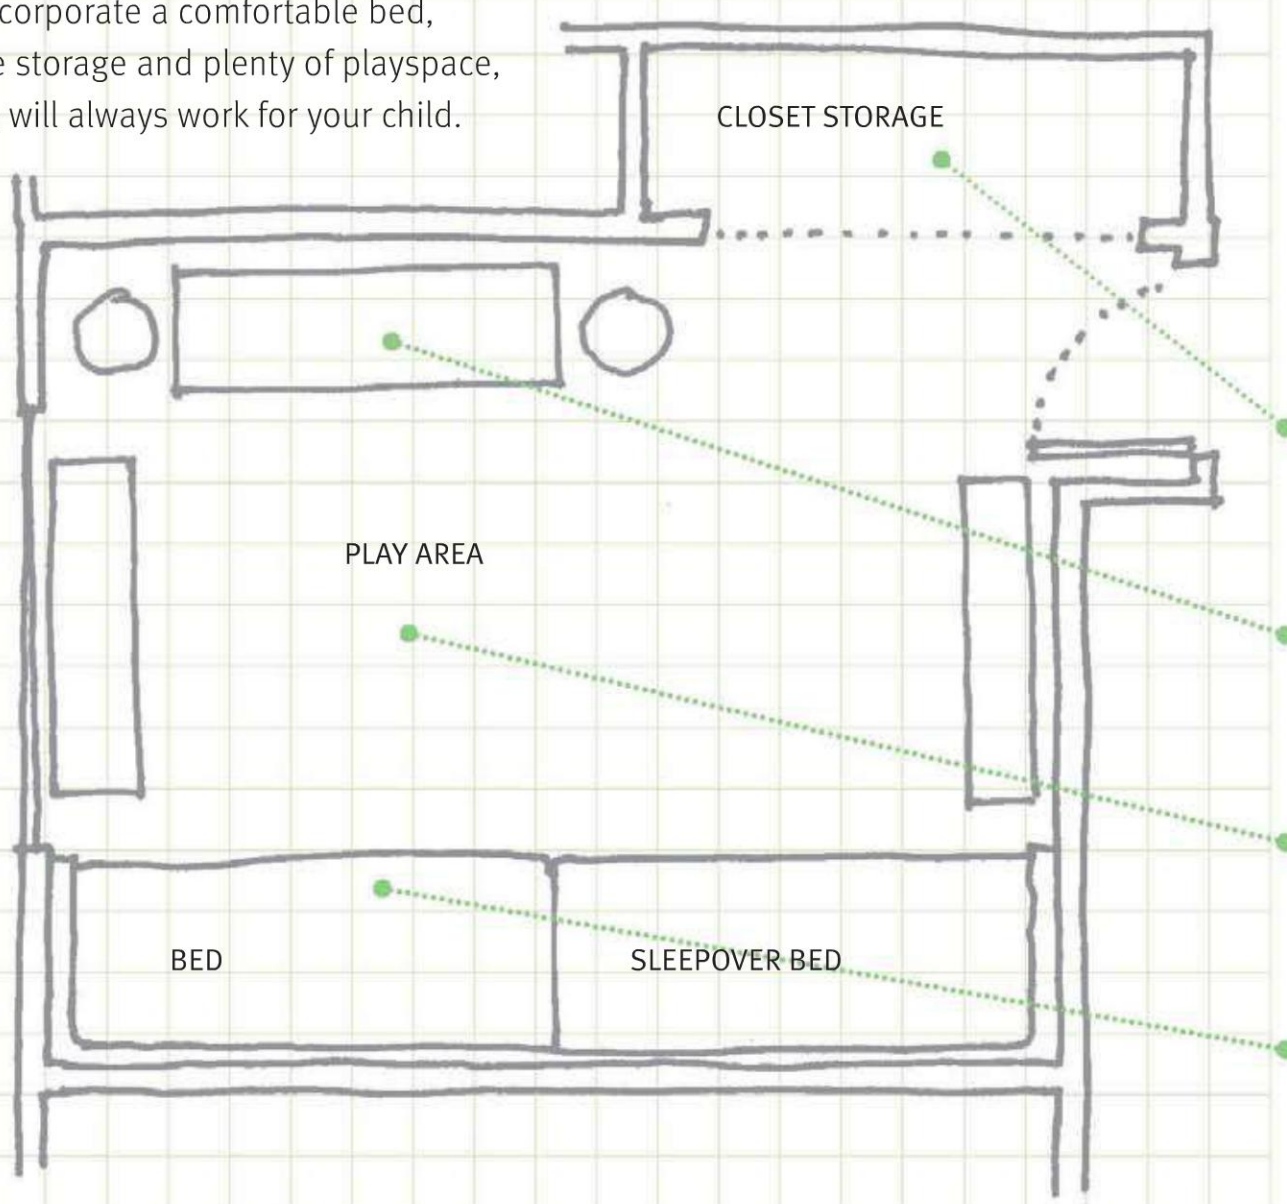 corporate a comfortable bed,
storage and plenty of playspace,
will always work for your child.
CLOSET STORAGE
PLAY AREA
BED
SLEEPOVER BED